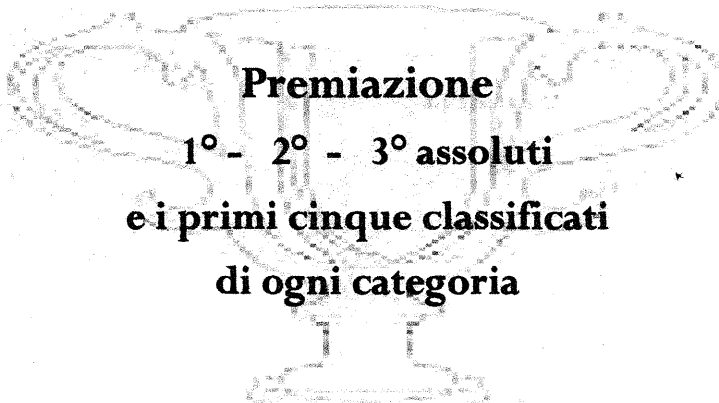 Premiazione
1° - 2° - 3° assoluti
e i primi cinque classificati
di ogni categoria